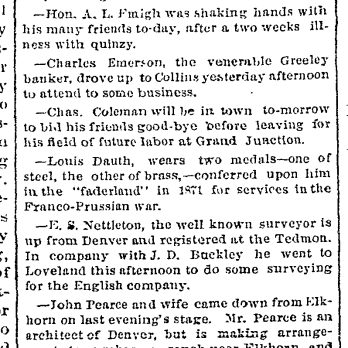 —Hon. A. L. Emigh was shaking hands with
his many friends to-day, after a two weeks ill-
ness with quinzy.
—Charles Emerson, the venerable Greeley
banker, drove up to Collins yesterday afternoon
to attend to some business.
—Chas. Coleman will be in town to-morrow
to bid his friends good-bye before leaving for
his field of future labor at Grand Junction.
—Louis Dauth, wears two medals—one of
steel, the other of brass,—conferred upon him
in the "faderland" in 1871 for services in the
Franco-Prussian war.
—E. S. Nettleton, the well known surveyor is
up from Denver and registered at the Tedmon.
In company with J. D. Buckley he went to
Loveland this afternoon to do some surveying
for the English company.
—John Pearce and wife came down from Elk-
horn on last evening's stage. Mr. Pearce is an
architect of Denver, but is making arrange-